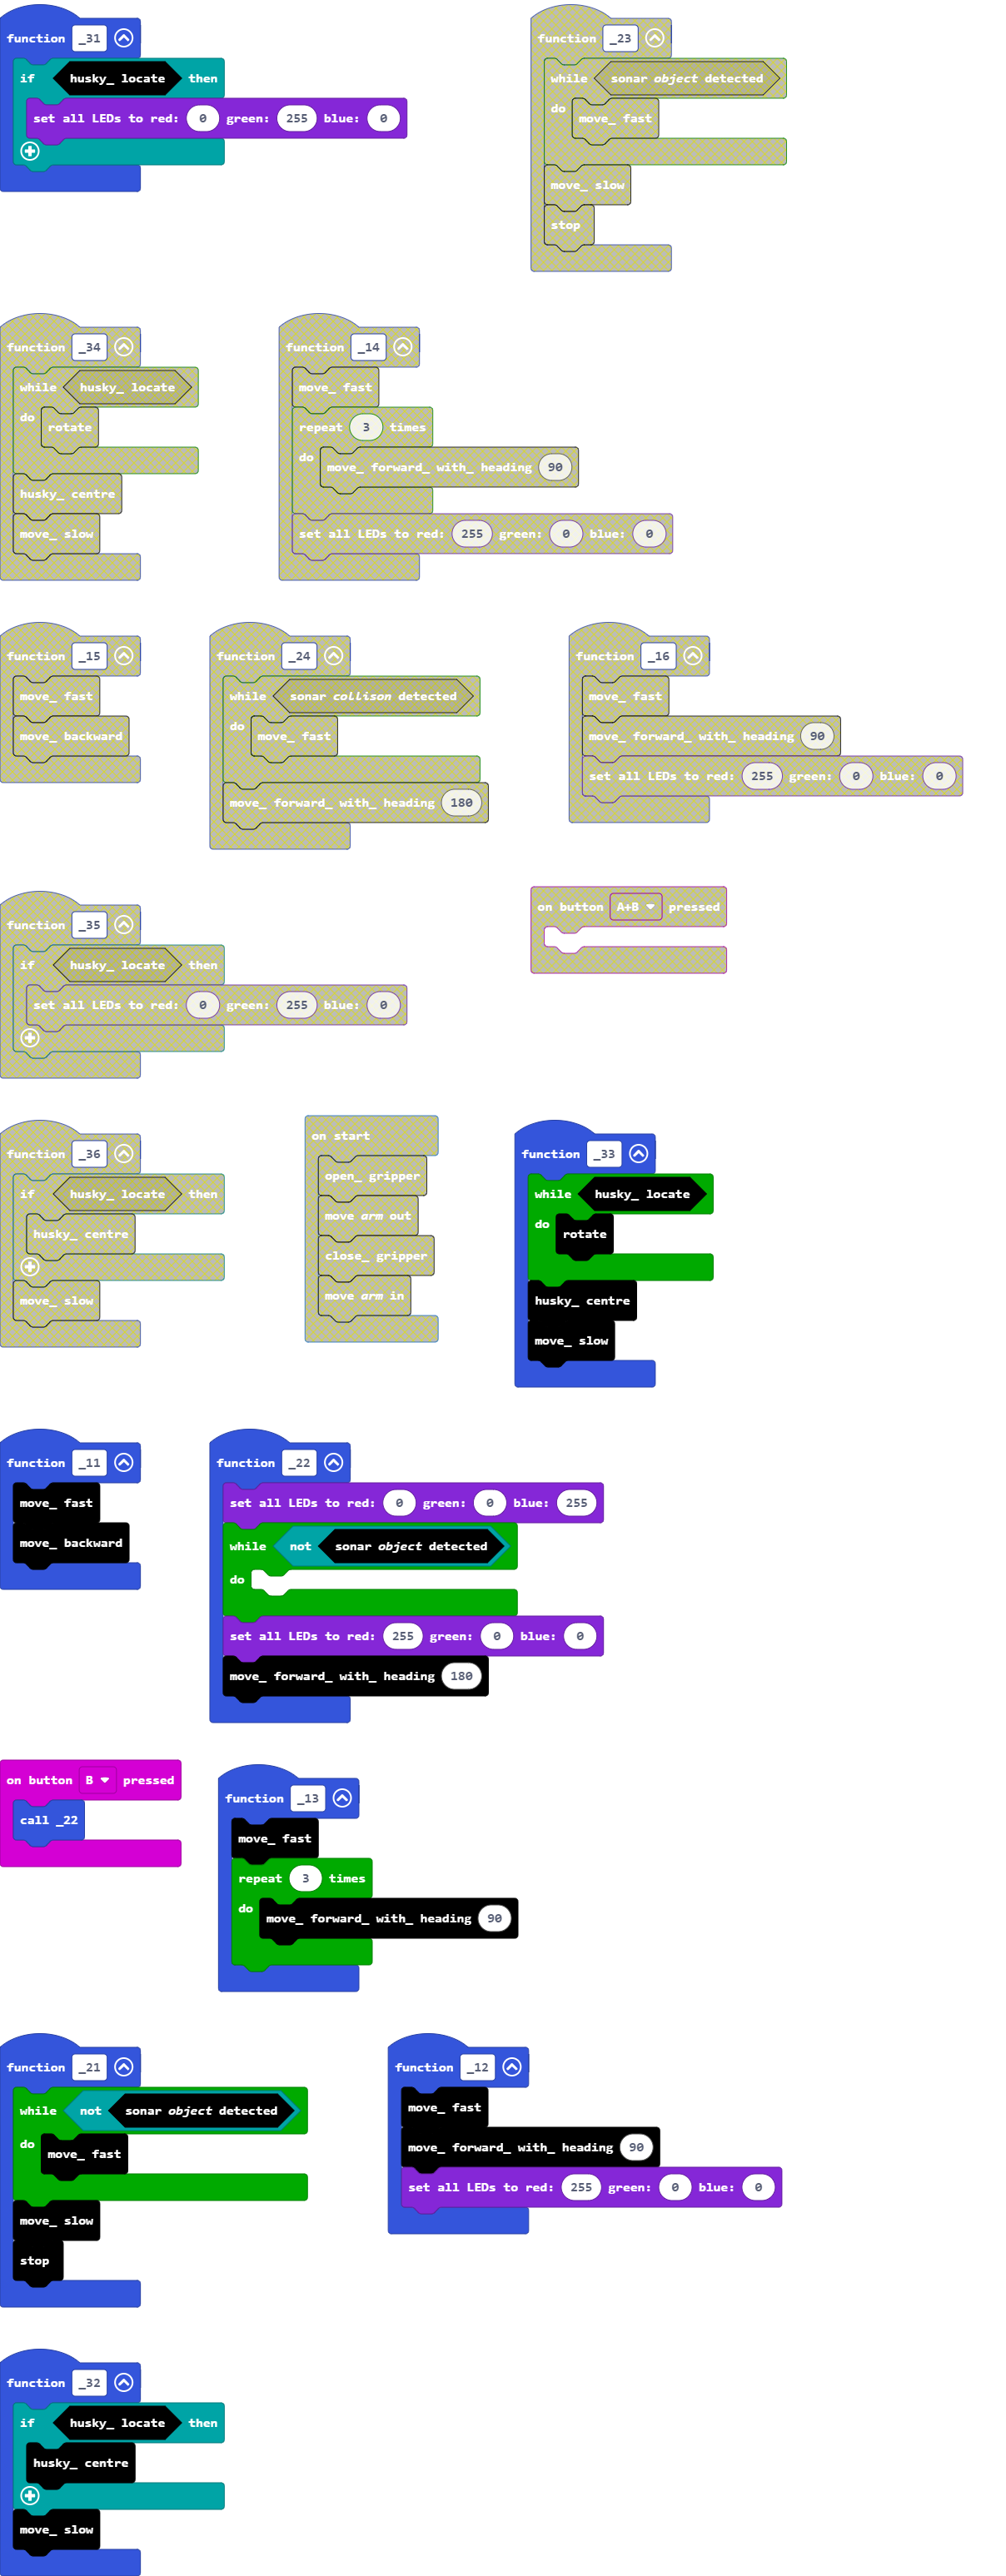 function _31
if husky_ locate then
set all LEDs to red: 0 green: 255 blue: 0
function _23
while sonar object detected
do move_ fast
move_ slow
stop
function _34
while husky_ locate
do rotate
husky_ centre
move_ slow
function _14
move_ fast
repeat 3 times
do move_ forward_ with_ heading 90
set all LEDs to red: 255 green: 0 blue: 0
function _15
move_ fast
move_ backward
function _24
while sonar collison detected
do move_ fast
move_ forward_ with_ heading 180
function _16
move_ fast
move_ forward_ with_ heading 90
set all LEDs to red: 255 green: 0 blue: 0
function _35
if husky_ locate then
set all LEDs to red: 0 green: 255 blue: 0
on button A+B pressed
function _36
if husky_ locate then
husky_ centre
move_ slow
on start
open_ gripper
move arm out
close_ gripper
move arm in
function _33
while husky_ locate
do rotate
husky_ centre
move_ slow
function _11
move_ fast
move_ backward
function _22
set all LEDs to red: 0 green: 0 blue: 255
while not sonar object detected
do
set all LEDs to red: 255 green: 0 blue: 0
move_ forward_ with_ heading 180
on button B pressed
call _22
function _13
move_ fast
repeat 3 times
do move_ forward_ with_ heading 90
function _21
while not sonar object detected
do move_ fast
move_ slow
stop
function _12
move_ fast
move_ forward_ with_ heading 90
set all LEDs to red: 255 green: 0 blue: 0
function _32
if husky_ locate then
husky_ centre
move_ slow